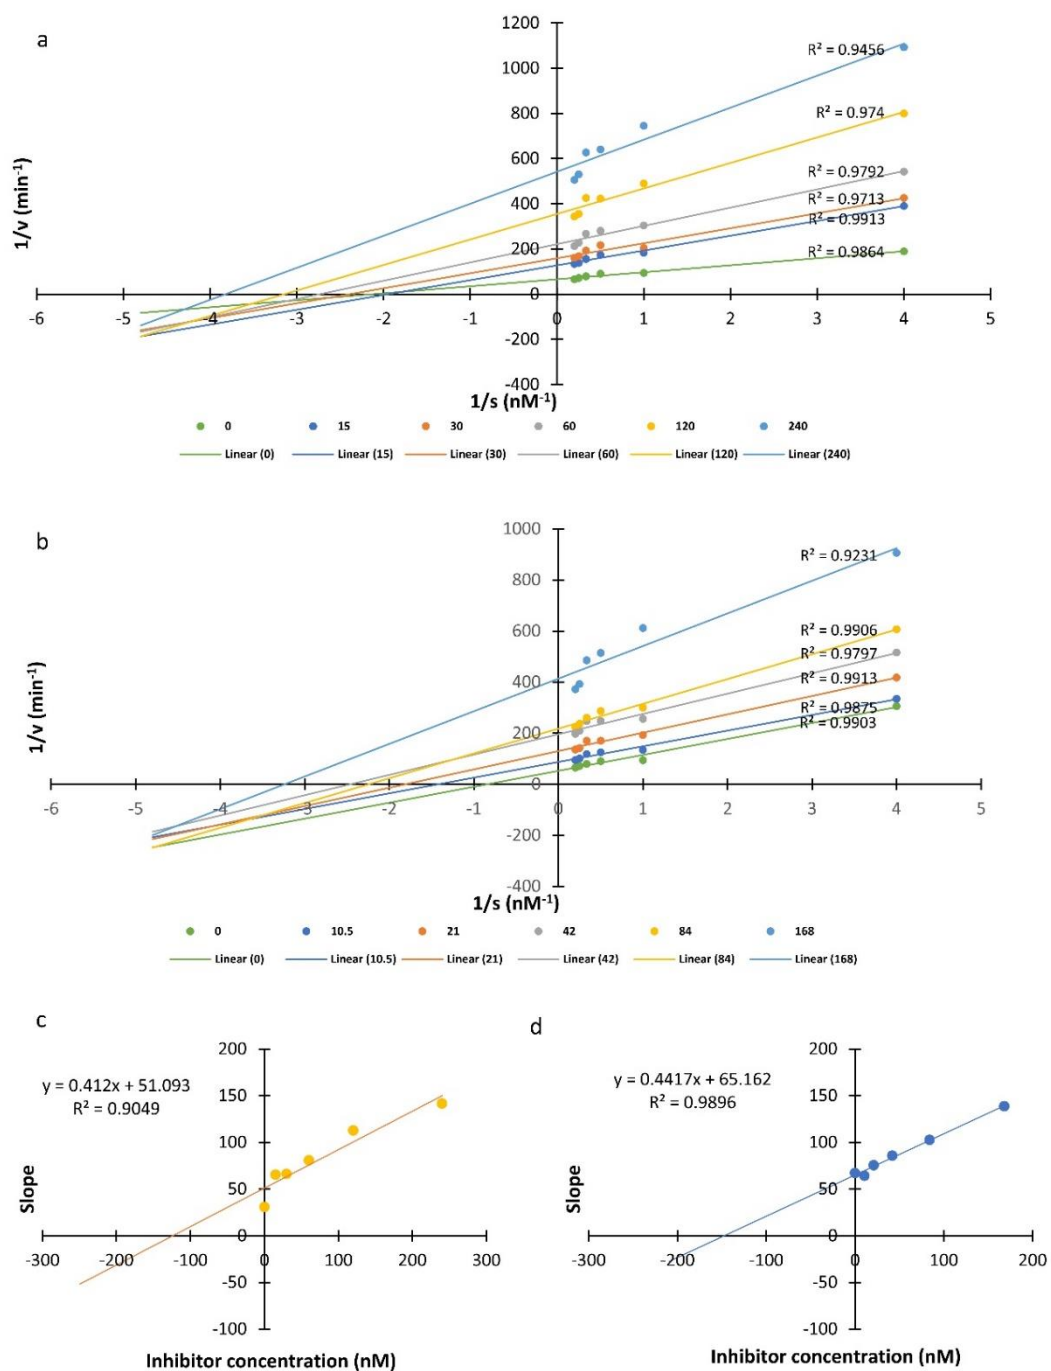 a
1200
1000
800
600
400
200
0
-200
-400
1/v (min⁻¹)
R² = 0.9456
R² = 0.974
R² = 0.9792
R² = 0.9713
R² = 0.9913
R² = 0.9864
-6 -5 -4 -3 -2 -1 0 1 2 3 4 5
1/s (nM⁻¹)
0 15 30 60 120 240
Linear (0) Linear (15) Linear (30) Linear (60) Linear (120) Linear (240)
b
1000
800
600
400
200
0
-200
-400
1/v (min⁻¹)
R² = 0.9231
R² = 0.9906
R² = 0.9797
R² = 0.9913
R² = 0.9875
R² = 0.9903
-6 -5 -4 -3 -2 -1 0 1 2 3 4 5
1/s (nM⁻¹)
0 10.5 21 42 84 168
Linear (0) Linear (10.5) Linear (21) Linear (42) Linear (84) Linear (168)
c
200
150
100
50
0
-50
-100
y = 0.412x + 51.093
R² = 0.9049
Slope
-300 -200 -100 0 100 200 300
Inhibitor concentration (nM)
d
200
150
100
50
0
-50
-100
y = 0.4417x + 65.162
R² = 0.9896
Slope
-300 -200 -100 0 100 200
Inhibitor concentration (nM)